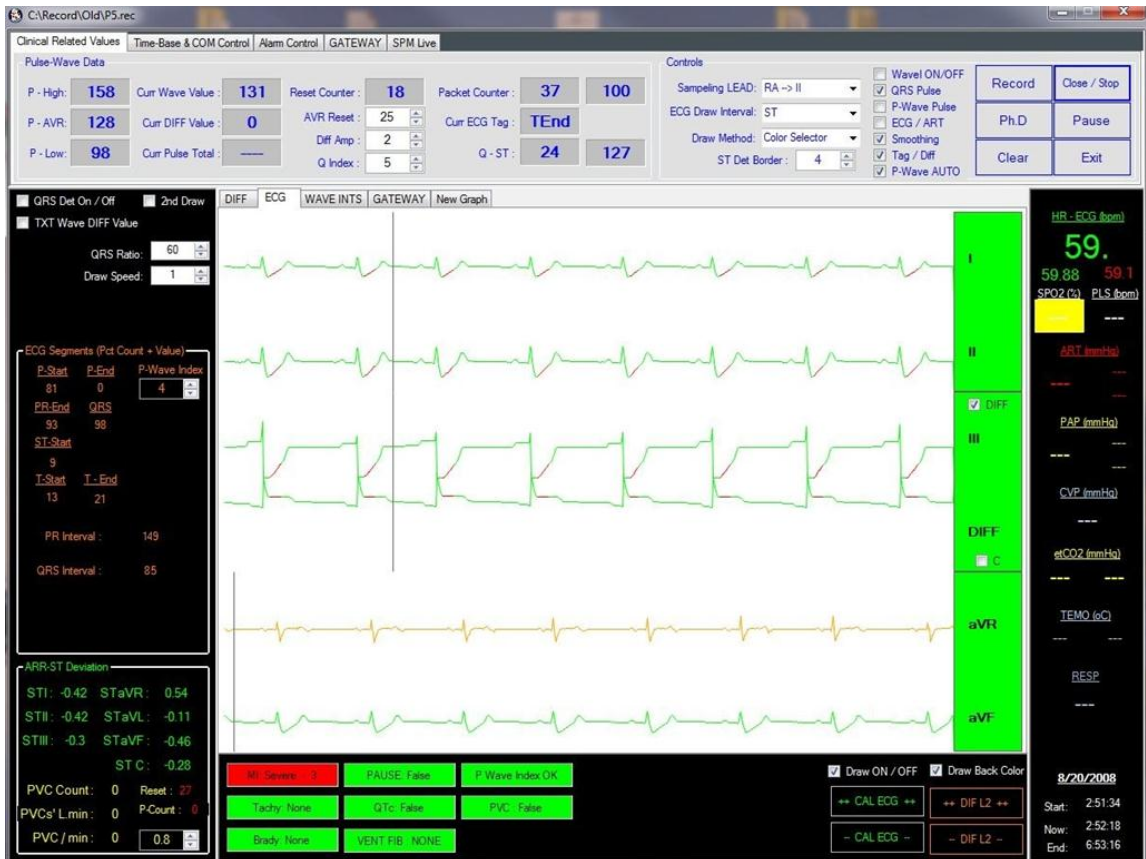 C:\Record\Old\P5.rec
Clinical Related Values Time-Base & COM Control Alarm Control GATEWAY SPM Live
Pulse-Wave Data
P - High: 158 Curr Wave Value : 131 Reset Counter : 18 Packet Counter : 37 100
P - AVR: 128 Curr DIFF Value : 0 AVR Reset : 25 Curr ECG Tag : TEnd
Diff Amp : 2
P - Low: 98 Curr Pulse Total : ---- Q Index : 5 Q - ST : 24 127
Controls
Sampeling LEAD: RA -> II
ECG Draw Interval: ST
Draw Method: Color Selector
ST Det Border : 4
Wavel ON/OFF
QRS Pulse
P-Wave Pulse
ECG / ART
Smoothing
Tag / Diff
P-Wave AUTO
Record Close / Stop
Ph.D Pause
Clear Exit
QRS Det On / Off 2nd Draw
TXT Wave DIFF Value
QRS Ratio: 60
Draw Speed: 1
ECG Segments (Pct Count + Value)
P-Start P-End P-Wave Index
81 0 4
PR-End QRS
93 98
ST-Start
9
T-Start T - End
13 21
PR Interval : 149
QRS Interval : 85
ARR-ST Deviation
STI : -0.42 STaVR : 0.54
STII : -0.42 STaVL : -0.11
STIII : -0.3 STaVF : -0.46
ST C : -0.28
PVC Count : 0 Reset : 27
PVCs' L.min : 0 P-Count : 0
PVC / min : 0 0.8
DIFF ECG WAVE INTS GATEWAY New Graph
I
II
DIFF
III
DIFF
C
aVR
aVF
MI: Severe - 3 PAUSE: False P Wave Index OK
Tachy: None QTc: False PVC : False
Brady: None VENT FIB : NONE
Draw ON / OFF Draw Back Color
++ CAL ECG ++ ++ DIF L2 ++
-- CAL ECG -- -- DIF L2 --
HR - ECG (bpm)
59.
59.88 59.1
SPO2 (%) PLS (bpm)
--- ---
ART (mmHg)
---
---
---
PAP (mmHg)
---
---
---
CVP (mmHg)
---
etCO2 (mmHg)
--- ---
TEMO (oC)
--- ---
RESP
---
8/20/2008
Start: 2:51:34
Now: 2:52:18
End: 6:53:16